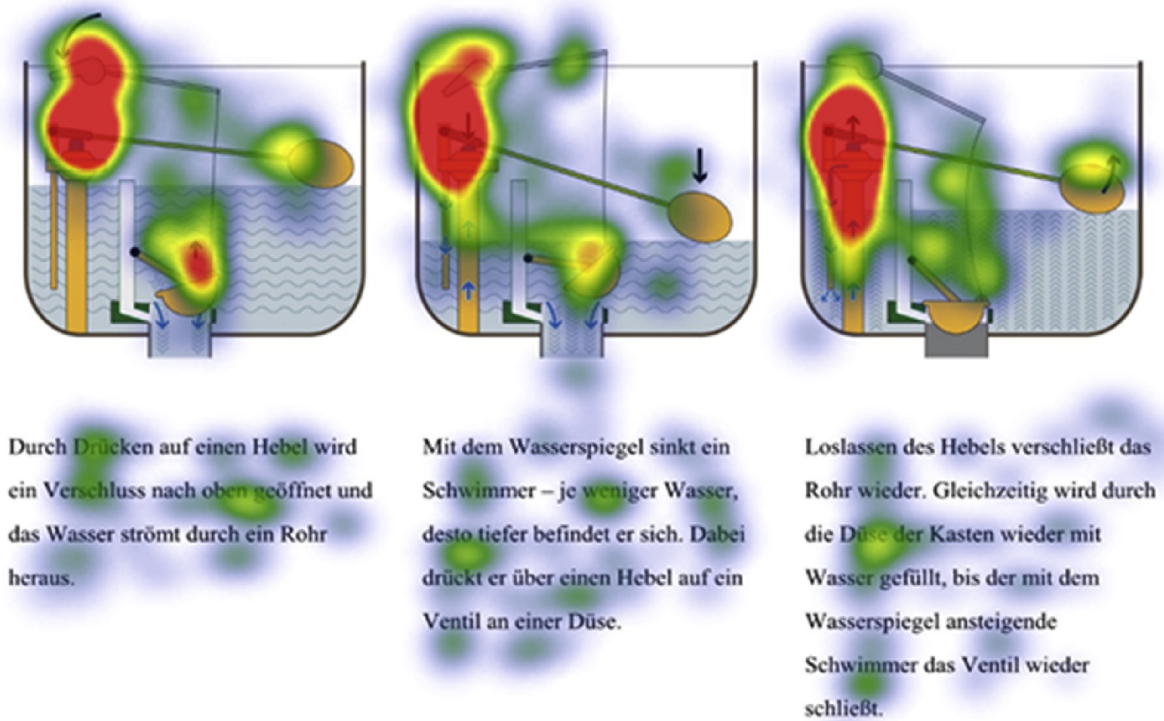 Durch Drücken auf einen Hebel wird
ein Verschluss nach oben geöffnet und
das Wasser strömt durch ein Rohr
heraus.
Mit dem Wasserspiegel sinkt ein
Schwimmer – je weniger Wasser,
desto tiefer befindet er sich. Dabei
drückt er über einen Hebel auf ein
Ventil an einer Düse.
Loslassen des Hebels verschließt das
Rohr wieder. Gleichzeitig wird durch
die Düse der Kasten wieder mit
Wasser gefüllt, bis der mit dem
Wasserspiegel ansteigende
Schwimmer das Ventil wieder
schließt.